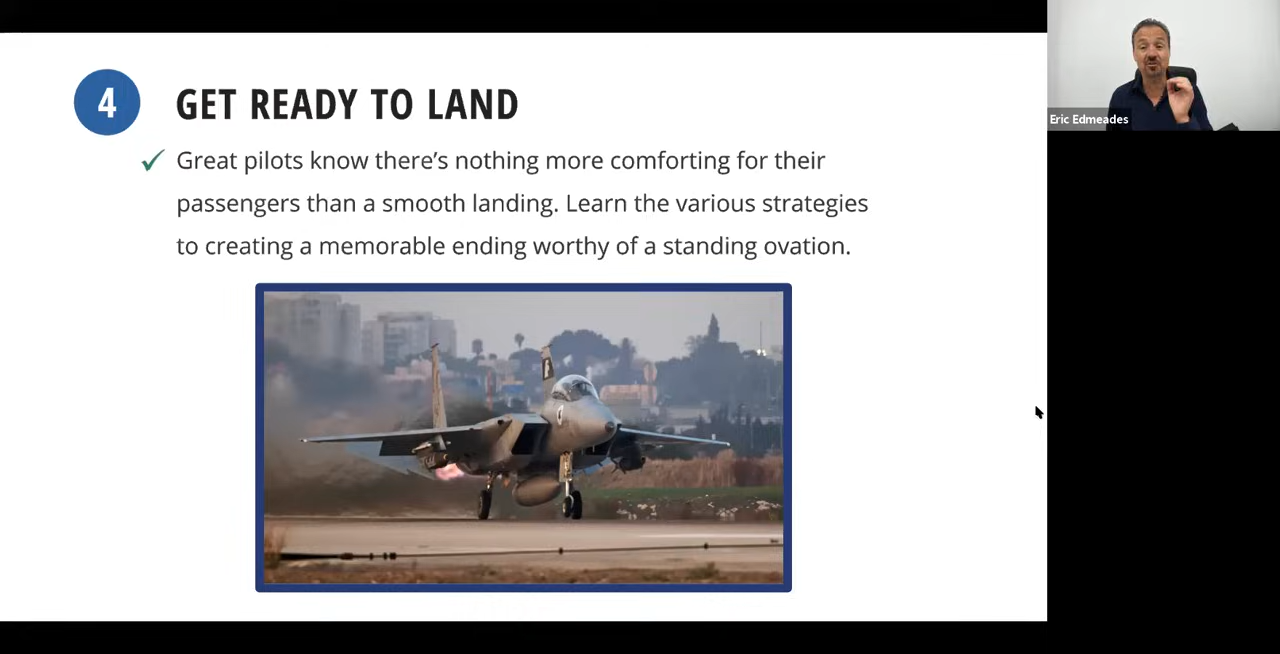 4
GET READY TO LAND
Great pilots know there’s nothing more comforting for their
passengers than a smooth landing. Learn the various strategies
to creating a memorable ending worthy of a standing ovation.
Eric Edmeades